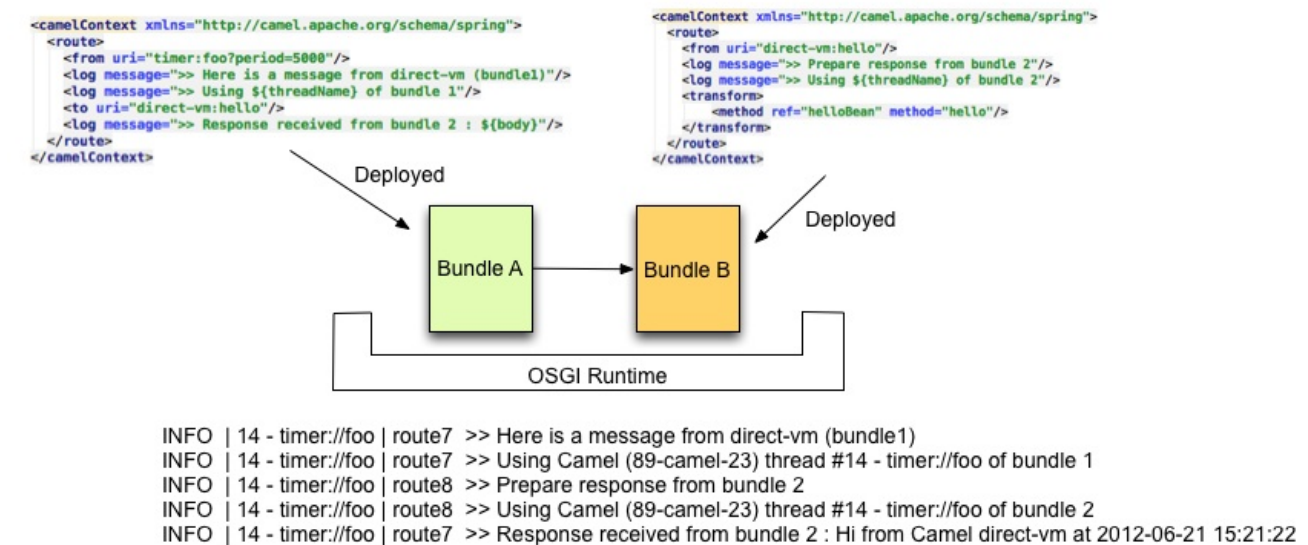 <camelContext xmlns="http://camel.apache.org/schema/spring">
<route>
<from uri="timer:foo?period=5000"/>
<log message=">> Here is a message from direct-vm (bundle1)"/>
<log message=">> Using ${threadName} of bundle 1"/>
<to uri="direct-vm:hello"/>
<log message=">> Response received from bundle 2 : ${body}"/>
</route>
</camelContext>
<camelContext xmlns="http://camel.apache.org/schema/spring">
<route>
<from uri="direct-vm:hello"/>
<log message=">> Prepare response from bundle 2"/>
<log message=">> Using ${threadName} of bundle 2"/>
<transform>
<method ref="helloBean" method="hello"/>
</transform>
</route>
</camelContext>
Deployed
Deployed
Bundle A
Bundle B
OSGI Runtime
INFO | 14 - timer://foo | route7 >> Here is a message from direct-vm (bundle1)
INFO | 14 - timer://foo | route7 >> Using Camel (89-camel-23) thread #14 - timer://foo of bundle 1
INFO | 14 - timer://foo | route8 >> Prepare response from bundle 2
INFO | 14 - timer://foo | route8 >> Using Camel (89-camel-23) thread #14 - timer://foo of bundle 2
INFO | 14 - timer://foo | route7 >> Response received from bundle 2 : Hi from Camel direct-vm at 2012-06-21 15:21:22